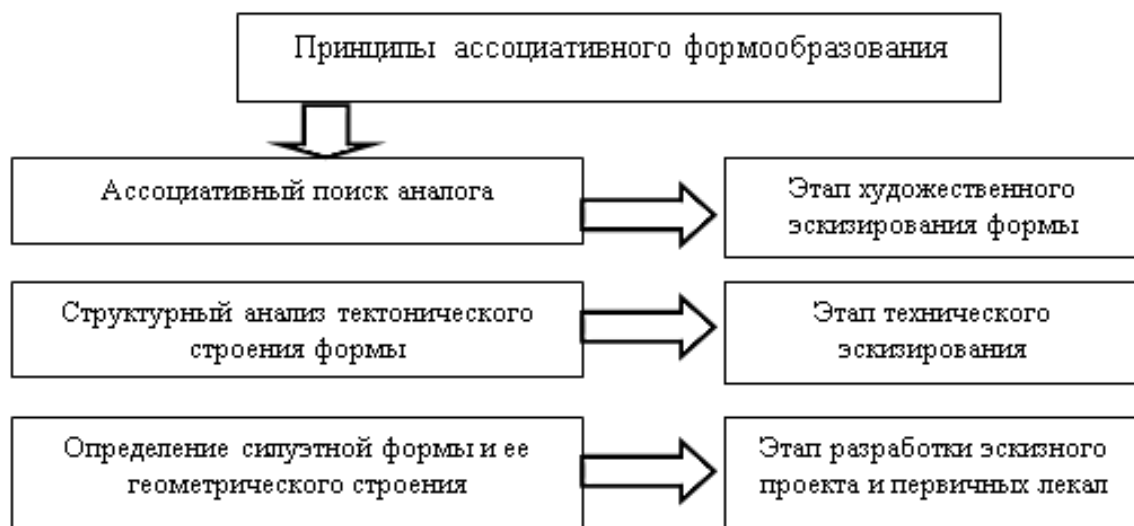 Принципы ассоциативного формообразования
Ассоциативный поиск аналога
Этап художественного
эскизирования формы
Структурный анализ тектонического
строения формы
Этап технического
эскизирования
Определение силуэтной формы и ее
геометрического строения
Этап разработки эскизного
проекта и первичных лекал